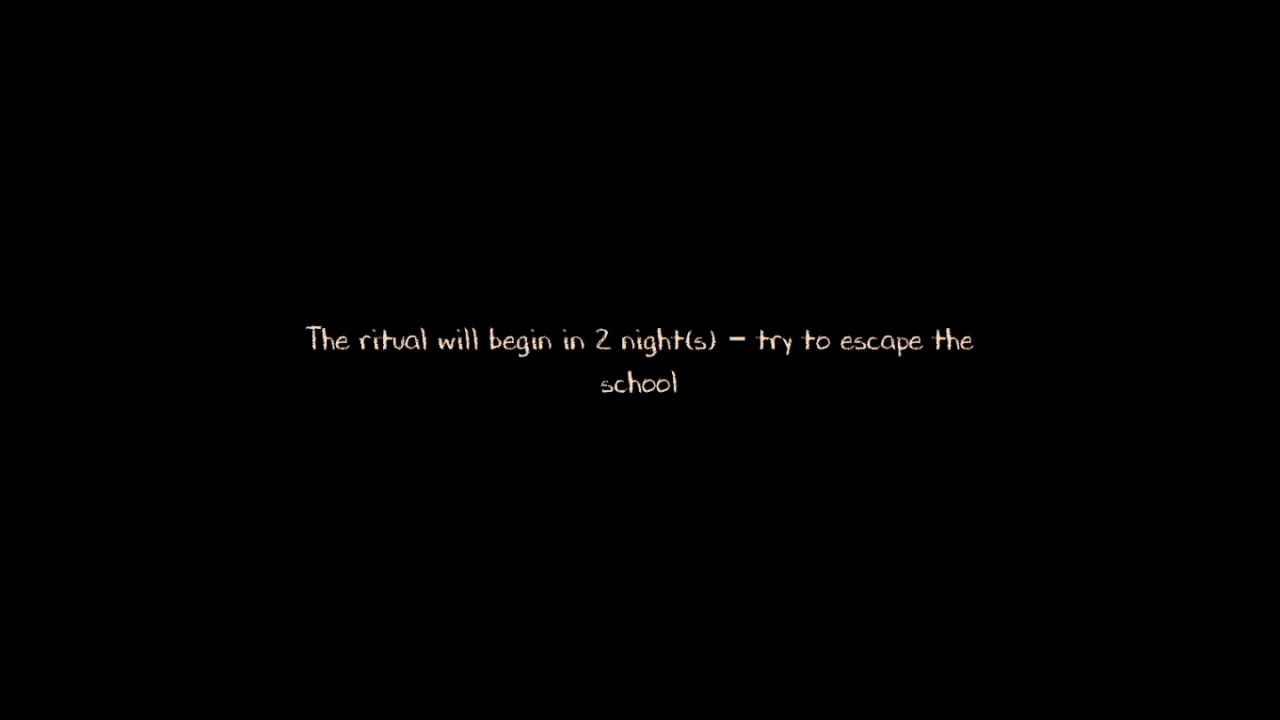 The ritual will begin in 2 night(s) - try to escape the
school